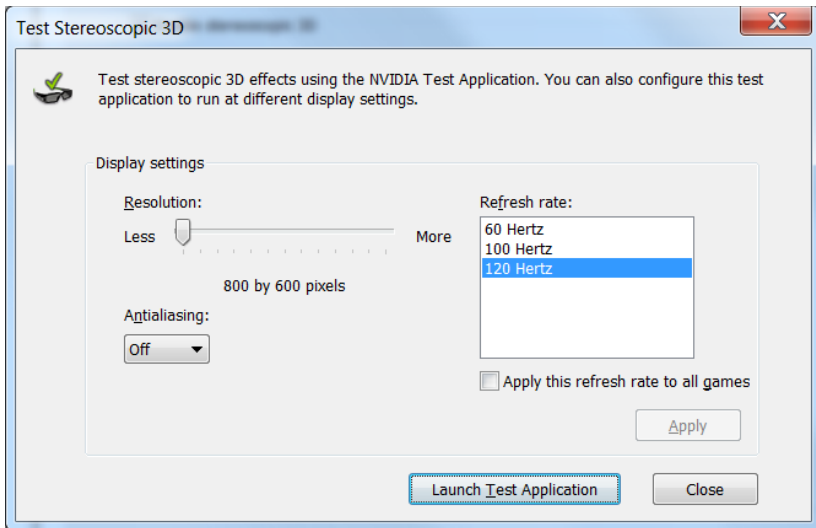 Test Stereoscopic 3D
Test stereoscopic 3D effects using the NVIDIA Test Application. You can also configure this test
application to run at different display settings.
Display settings
Resolution:
Less
More
800 by 600 pixels
Antialiasing:
Off
Refresh rate:
60 Hertz
100 Hertz
120 Hertz
Apply this refresh rate to all games
Apply
Launch Test Application
Close